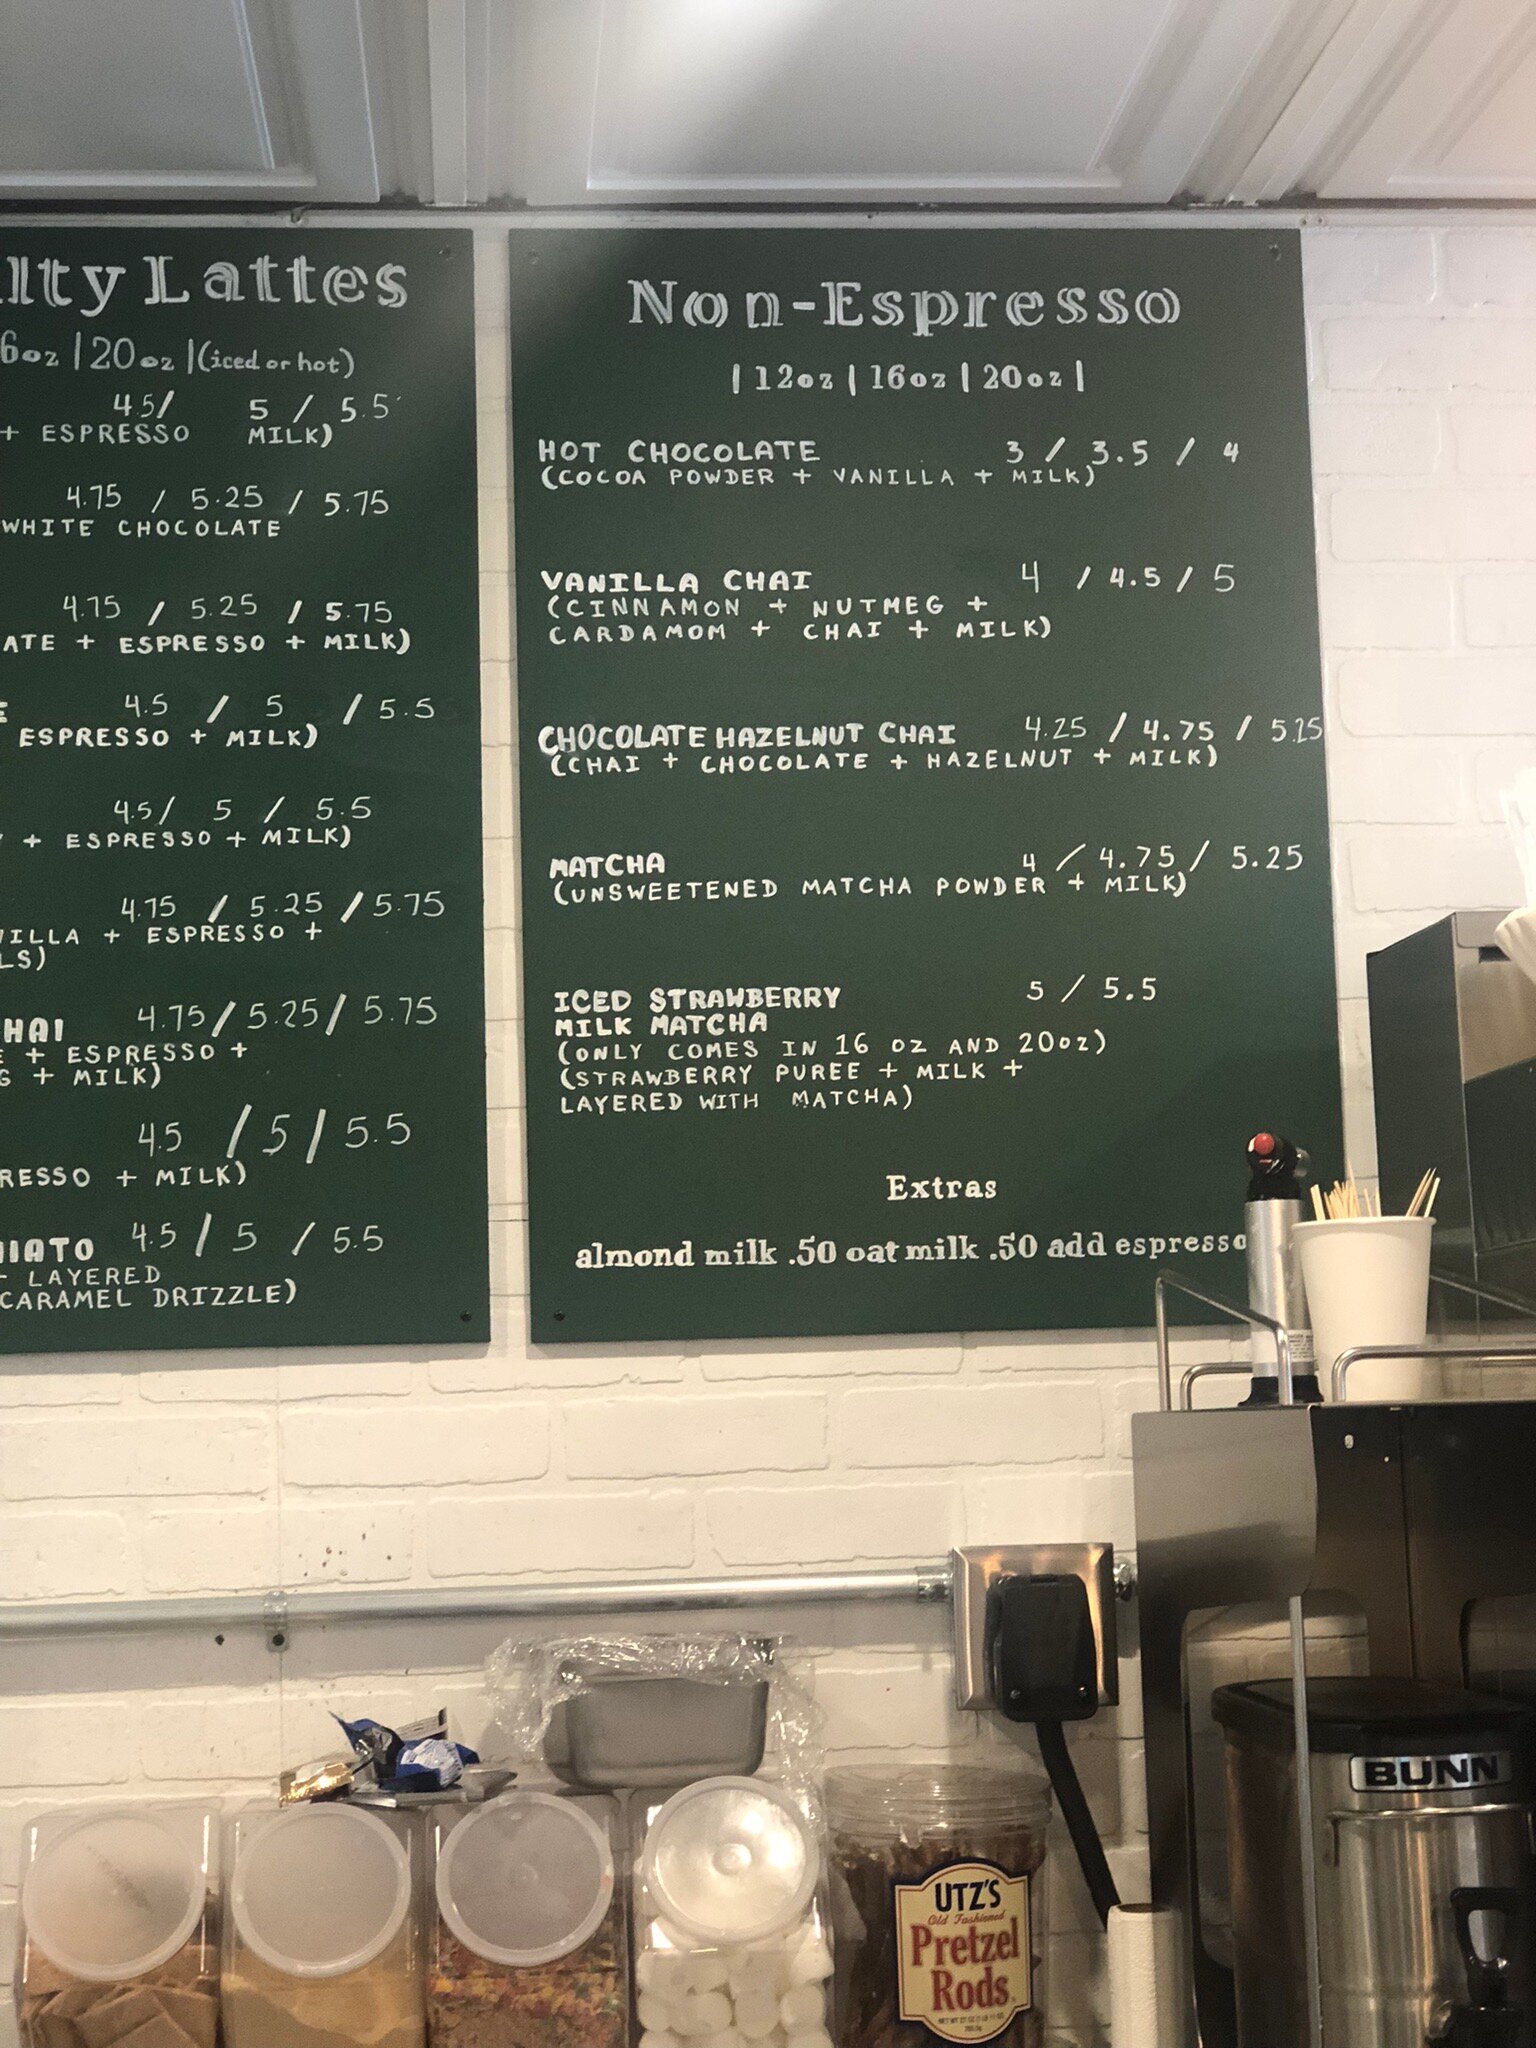 lty Lattes
6oz | 20oz | (iced or hot)
4.5/ 5 / 5.5
+ ESPRESSO MILK)
4.75 / 5.25 / 5.75
WHITE CHOCOLATE
4.75 / 5.25 / 5.75
ATE + ESPRESSO + MILK)
4.5 / 5 / 5.5
ESPRESSO + MILK)
4.5/ 5 / 5.5
+ ESPRESSO + MILK)
4.75 / 5.25 / 5.75
ILLA + ESPRESSO +
LS)
HAI 4.75/5.25/5.75
+ ESPRESSO +
G + MILK)
4.5 / 5 / 5.5
RESSO + MILK)
IATO 4.5 / 5 / 5.5
LAYERED
CARAMEL DRIZZLE)
Non-Espresso
| 12oz | 16oz | 20oz |
HOT CHOCOLATE 3 / 3.5 / 4
(COCOA POWDER + VANILLA + MILK)
VANILLA CHAI 4 / 4.5 / 5
(CINNAMON + NUTMEG +
CARDAMOM + CHAI + MILK)
CHOCOLATE HAZELNUT CHAI 4.25 / 4.75 / 5.25
(CHAI + CHOCOLATE + HAZELNUT + MILK)
MATCHA 4 / 4.75 / 5.25
(UNSWEETENED MATCHA POWDER + MILK)
ICED STRAWBERRY 5 / 5.5
MILK MATCHA
(ONLY COMES IN 16 OZ AND 20oz)
(STRAWBERRY PUREE + MILK +
LAYERED WITH MATCHA)
Extras
almond milk .50 oat milk .50 add espresso
BUNN
UTZ'S
Old Fashioned
Pretzel
Rods